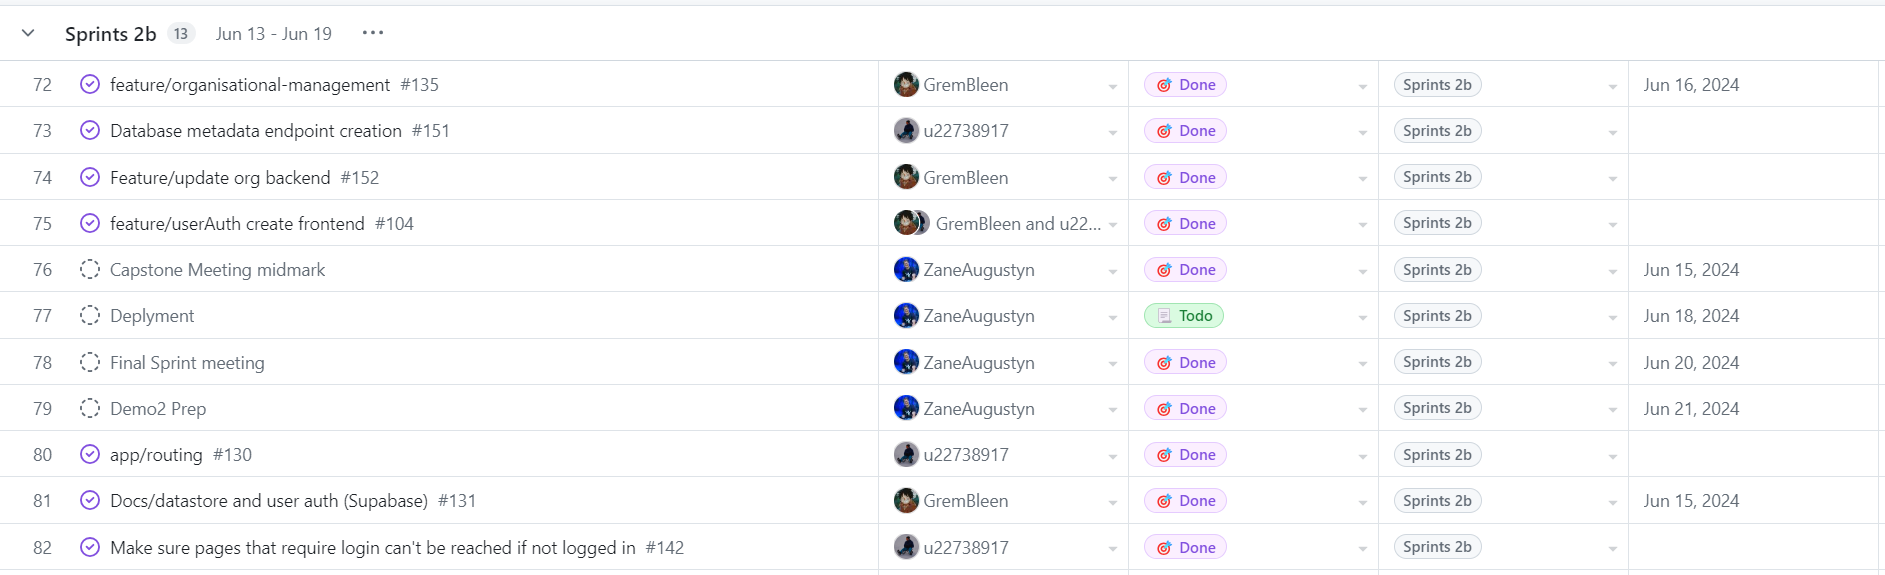 Sprints 2b 13 Jun 13 - Jun 19 ...
72 feature/organisational-management #135 GremBleen Done Sprints 2b Jun 16, 2024
73 Database metadata endpoint creation #151 u22738917 Done Sprints 2b
74 Feature/update org backend #152 GremBleen Done Sprints 2b
75 feature/userAuth create frontend #104 GremBleen and u22... Done Sprints 2b
76 Capstone Meeting midmark ZaneAugustyn Done Sprints 2b Jun 15, 2024
77 Deplyment ZaneAugustyn Todo Sprints 2b Jun 18, 2024
78 Final Sprint meeting ZaneAugustyn Done Sprints 2b Jun 20, 2024
79 Demo2 Prep ZaneAugustyn Done Sprints 2b Jun 21, 2024
80 app/routing #130 u22738917 Done Sprints 2b
81 Docs/datastore and user auth (Supabase) #131 GremBleen Done Sprints 2b Jun 15, 2024
82 Make sure pages that require login can't be reached if not logged in #142 u22738917 Done Sprints 2b